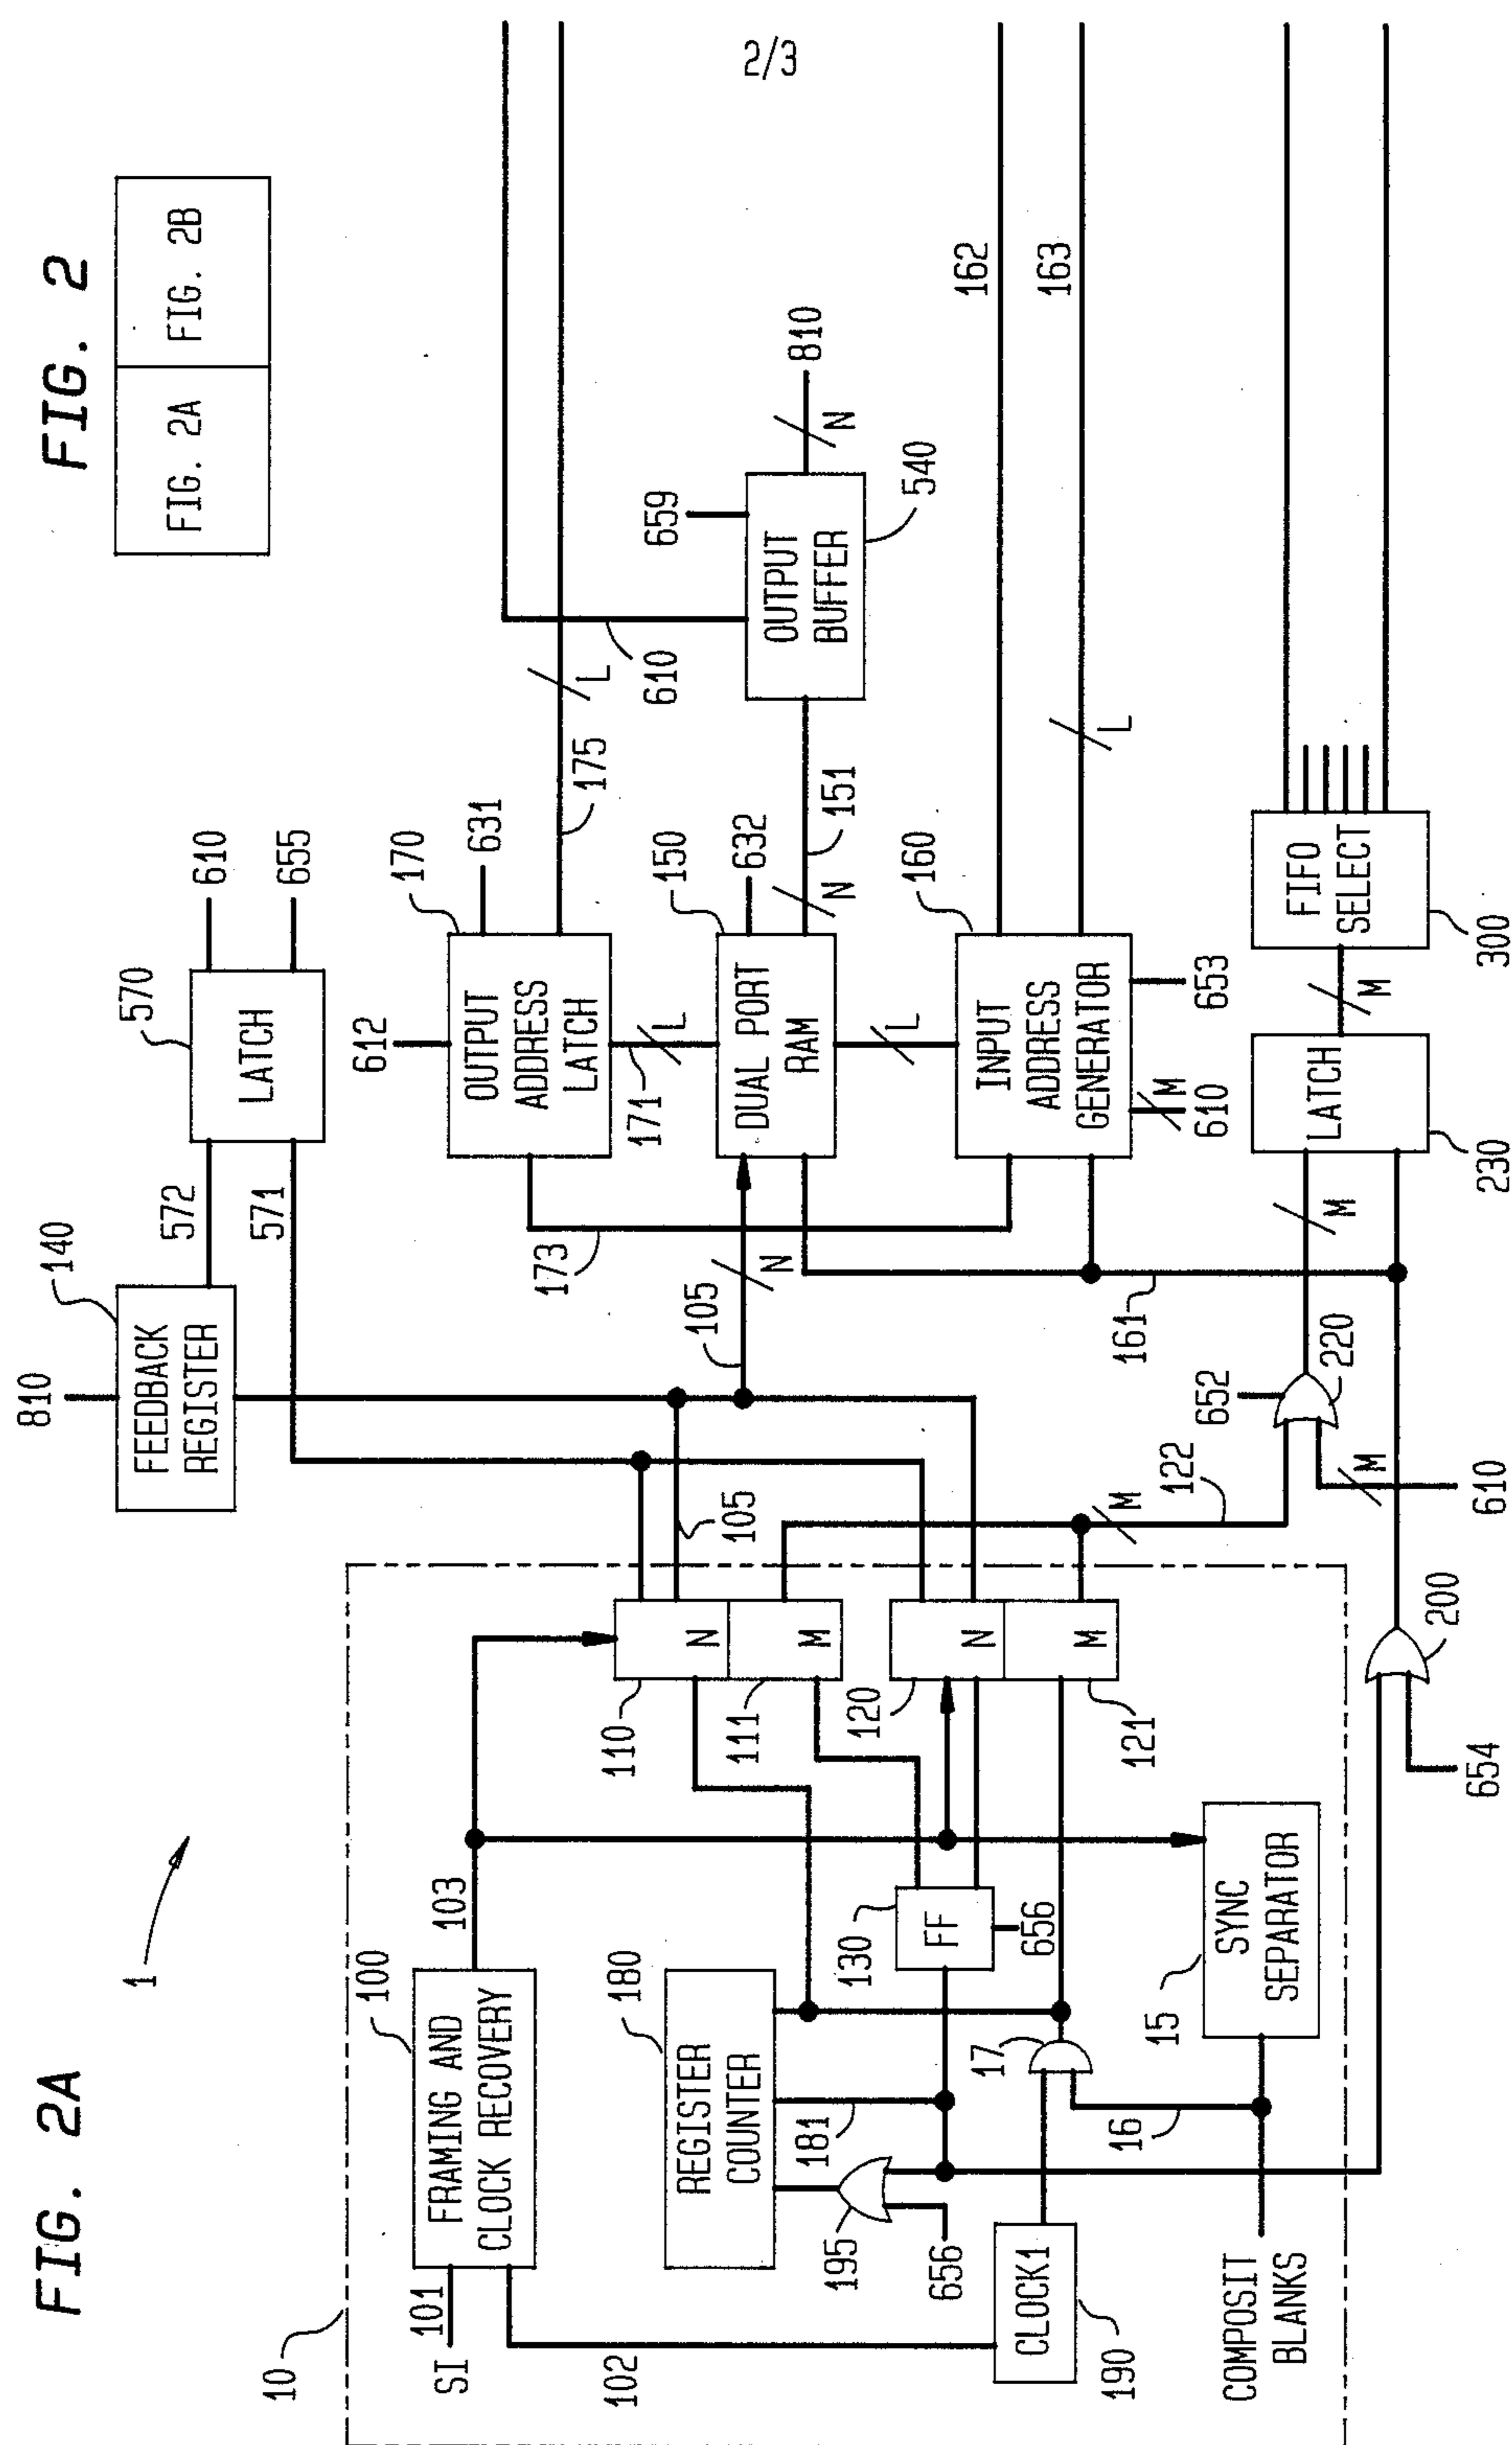 FIG. 2A
FIG. 2
FIG. 2A
FIG. 2B
2/3
1
10
SI
101
102
FRAMING AND
CLOCK RECOVERY
100
103
REGISTER
COUNTER
180
181
195
656
CLOCK1
190
COMPOSIT
BLANKS
16
17
FF
130
656
SYNC
SEPARATOR
15
N
M
110
111
N
M
120
121
105
M
122
810
FEEDBACK
REGISTER
140
572
571
LATCH
570
610
655
105
N
173
161
612
OUTPUT
ADDRESS
LATCH
170
631
175
L
171
L
DUAL PORT
RAM
150
632
N
151
L
INPUT
ADDRESS
GENERATOR
160
653
M
610
162
163
L
610
OUTPUT
BUFFER
659
540
N
810
654
200
652
220
M
610
M
LATCH
230
M
FIFO
SELECT
300